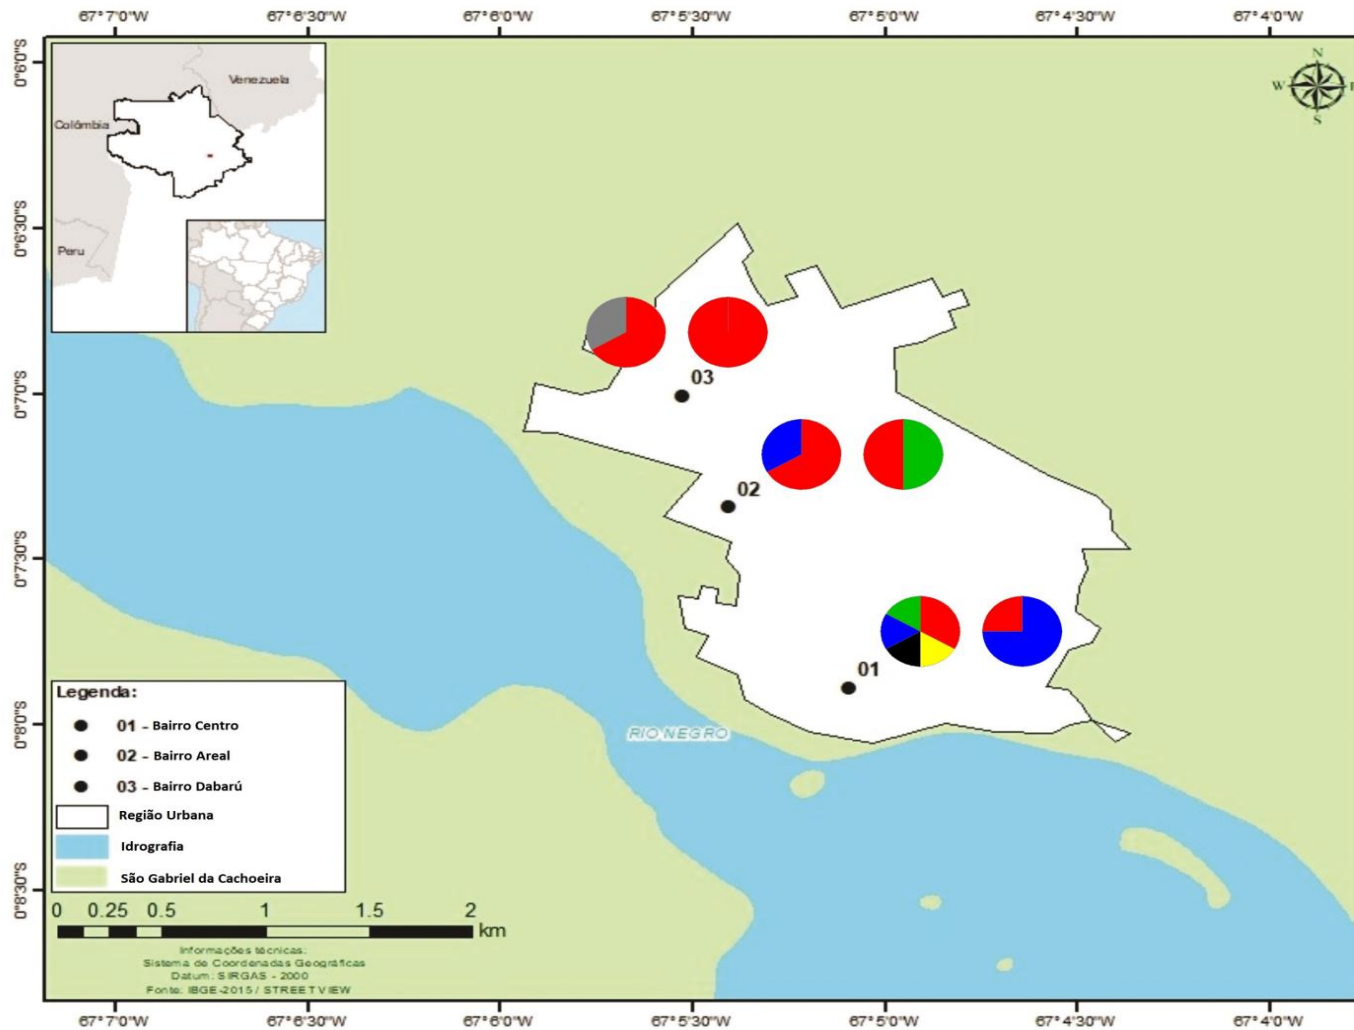 67°7'0"W 67°6'30"W 67°6'0"W 67°5'30"W 67°5'0"W 67°4'30"W 67°4'0"W
0°6'0"S
0°6'30"S
0°7'0"S
0°7'30"S
0°8'0"S
0°8'30"S
Venezuela
Colômbia
Peru
N
W
S
03
02
01
RIO NEGRO
Legenda:
01 - Bairro Centro
02 - Bairro Areal
03 - Bairro Dabarú
Região Urbana
Idrografia
São Gabriel da Cachoeira
0 0.25 0.5 1 1.5 2
km
Informações técnicas:
Sistema de Coordenadas Geográficas
Datum: SIRGAS - 2000
Fonte: IBGE-2015 / STREETVIEW
67°7'0"W 67°6'30"W 67°6'0"W 67°5'30"W 67°5'0"W 67°4'30"W 67°4'0"W